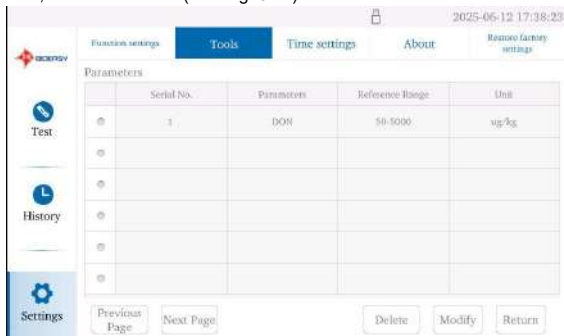 2025-06-12 17:38:23
BIOEASY
Function settings Tools Time settings About Restore factory settings
Parameters
Serial No. Parameters Reference Range Unit
1 DON 50-5000 ug/kg
Test
History
Settings
Previous Page Next Page Delete Modify Return